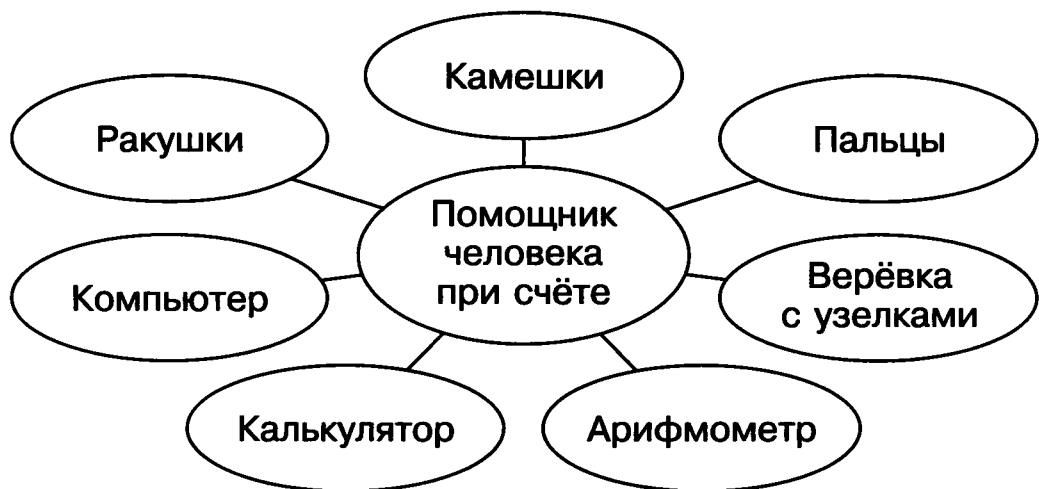 Камешки
Ракушки
Пальцы
Помощник
человека
при счёте
Компьютер
Верёвка
с узелками
Калькулятор
Арифмометр